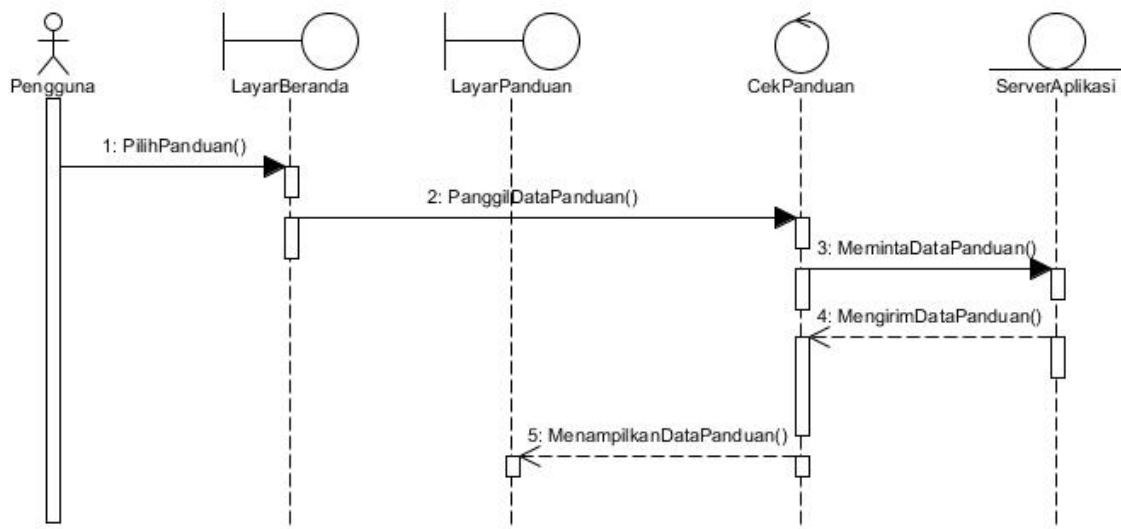 Pengguna
LayarBeranda
LayarPanduan
CekPanduan
ServerAplikasi
1: PilihPanduan()
2: PanggilDataPanduan()
3: MemintaDataPanduan()
4: MengirimDataPanduan()
5: MenampilkanDataPanduan()